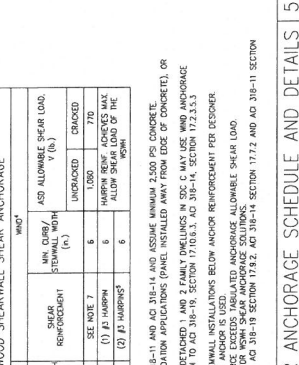 WOOD SHEARWALL SHEAR ANCHORAGE
WIND⁴
SHEAR REINFORCEMENT
MIN. CURB/ STEMWALL WIDTH (in.)
ASD ALLOWABLE SHEAR LOAD, V (lb.)
UNCRACKED
CRACKED
SEE NOTE 7
6
1,080
770
(1) #3 HAIRPIN
6
HAIRPIN REINF. ACHIEVES MAX. ALLOW SHEAR LOAD OF THE WSWH
(2) #3 HAIRPINS⁵
6
-11 AND ACI 318-14 AND ASSUME MINIMUM 2,500 PSI CONCRETE.
DATION APPLICATIONS (PANEL INSTALLED AWAY FROM EDGE OF CONCRETE), OR
DETACHED 1 AND 2 FAMILY DWELLINGS IN SDC C MAY USE WIND ANCHORAGE
TO ACI 318-19, SECTION 17.10.6.3, ACI 318-14, SECTION 17.2.3.5.3
MWALL INSTALLATIONS BELOW ANCHOR REINFORCEMENT PER DESIGNER.
ANCHOR IS USED.
CE EXCEEDS TABULATED ANCHORAGE ALLOWABLE SHEAR LOAD.
OR WSWH SHEAR ANCHORAGE SOLUTIONS.
ACI 318-19 SECTION 17.9.2, ACI 318-14 SECTION 17.7.2 AND ACI 318-11 SECTION
ANCHORAGE SCHEDULE AND DETAILS
5